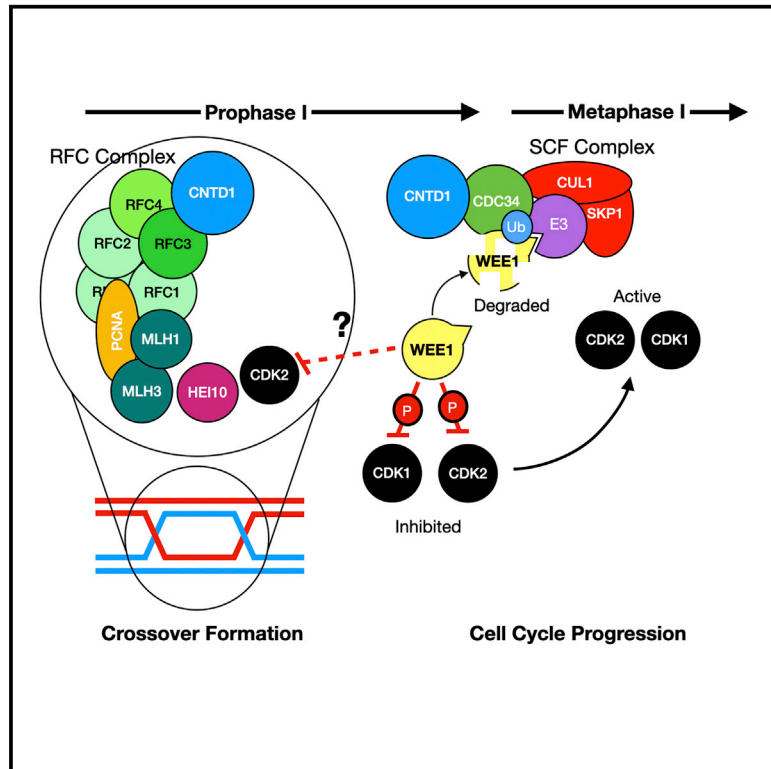 Prophase I
Metaphase I
RFC Complex
CNTD1
RFC4
RFC2
RFC3
RFC1
PCNA
MLH1
MLH3
HEI10
CDK2
?
SCF Complex
CNTD1
CDC34
CUL1
SKP1
Ub
E3
WEE1
Degraded
WEE1
P
P
CDK1
CDK2
Inhibited
Active
CDK2
CDK1
Crossover Formation
Cell Cycle Progression